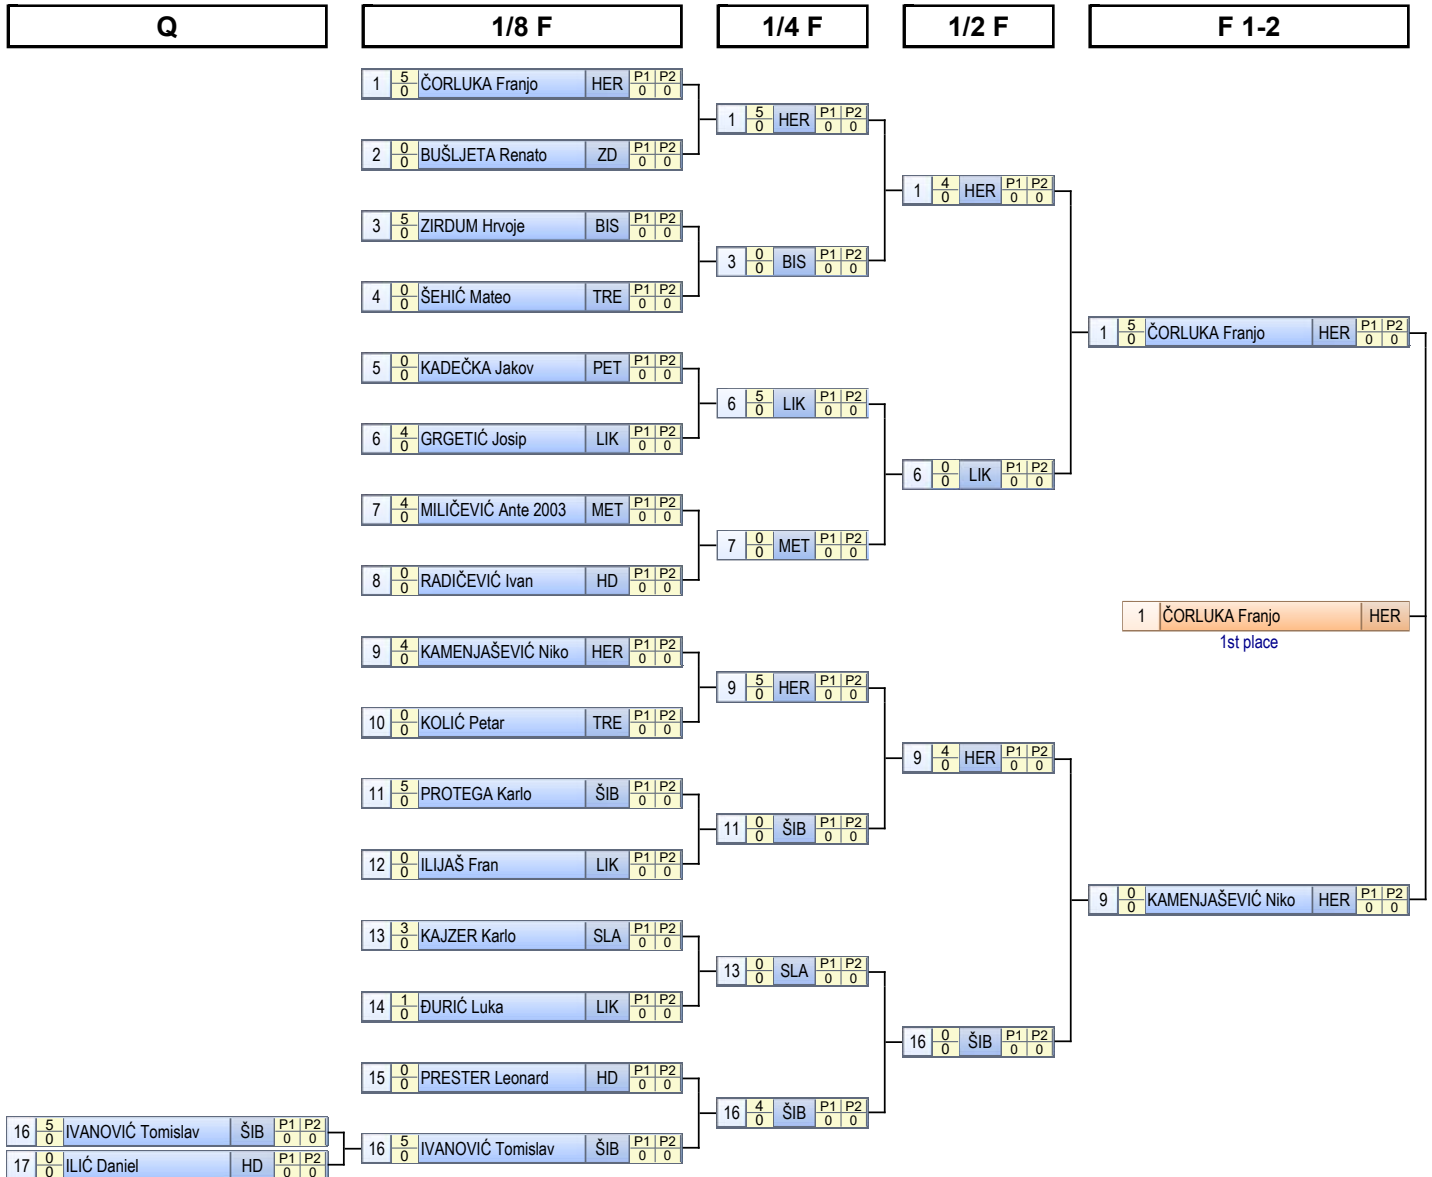 Q 1/8 F 1/4 F 1/2 F F 1-2
1 5 0 ČORLUKA Franjo HER P1 P2 0 0
1 5 0 HER P1 P2 0 0
2 0 0 BUŠLJETA Renato ZD P1 P2 0 0
1 4 0 HER P1 P2 0 0
3 5 0 ZIRDUM Hrvoje BIS P1 P2 0 0
3 0 0 BIS P1 P2 0 0
4 0 0 ŠEHIĆ Mateo TRE P1 P2 0 0
1 5 0 ČORLUKA Franjo HER P1 P2 0 0
5 0 0 KADEČKA Jakov PET P1 P2 0 0
6 5 0 LIK P1 P2 0 0
6 4 0 GRGETIĆ Josip LIK P1 P2 0 0
6 0 0 LIK P1 P2 0 0
7 4 0 MILIČEVIĆ Ante 2003 MET P1 P2 0 0
7 0 0 MET P1 P2 0 0
8 0 0 RADIČEVIĆ Ivan HD P1 P2 0 0
1 ČORLUKA Franjo HER
1st place
9 4 0 KAMENJAŠEVIĆ Niko HER P1 P2 0 0
9 5 0 HER P1 P2 0 0
10 0 0 KOLIĆ Petar TRE P1 P2 0 0
9 4 0 HER P1 P2 0 0
11 5 0 PROTEGA Karlo ŠIB P1 P2 0 0
11 0 0 ŠIB P1 P2 0 0
12 0 0 ILIJAŠ Fran LIK P1 P2 0 0
9 0 0 KAMENJAŠEVIĆ Niko HER P1 P2 0 0
13 3 0 KAJZER Karlo SLA P1 P2 0 0
13 0 0 SLA P1 P2 0 0
14 1 0 ĐURIĆ Luka LIK P1 P2 0 0
16 0 0 ŠIB P1 P2 0 0
15 0 0 PRESTER Leonard HD P1 P2 0 0
16 4 0 ŠIB P1 P2 0 0
16 5 0 IVANOVIĆ Tomislav ŠIB P1 P2 0 0
16 5 0 IVANOVIĆ Tomislav ŠIB P1 P2 0 0
17 0 0 ILIĆ Daniel HD P1 P2 0 0